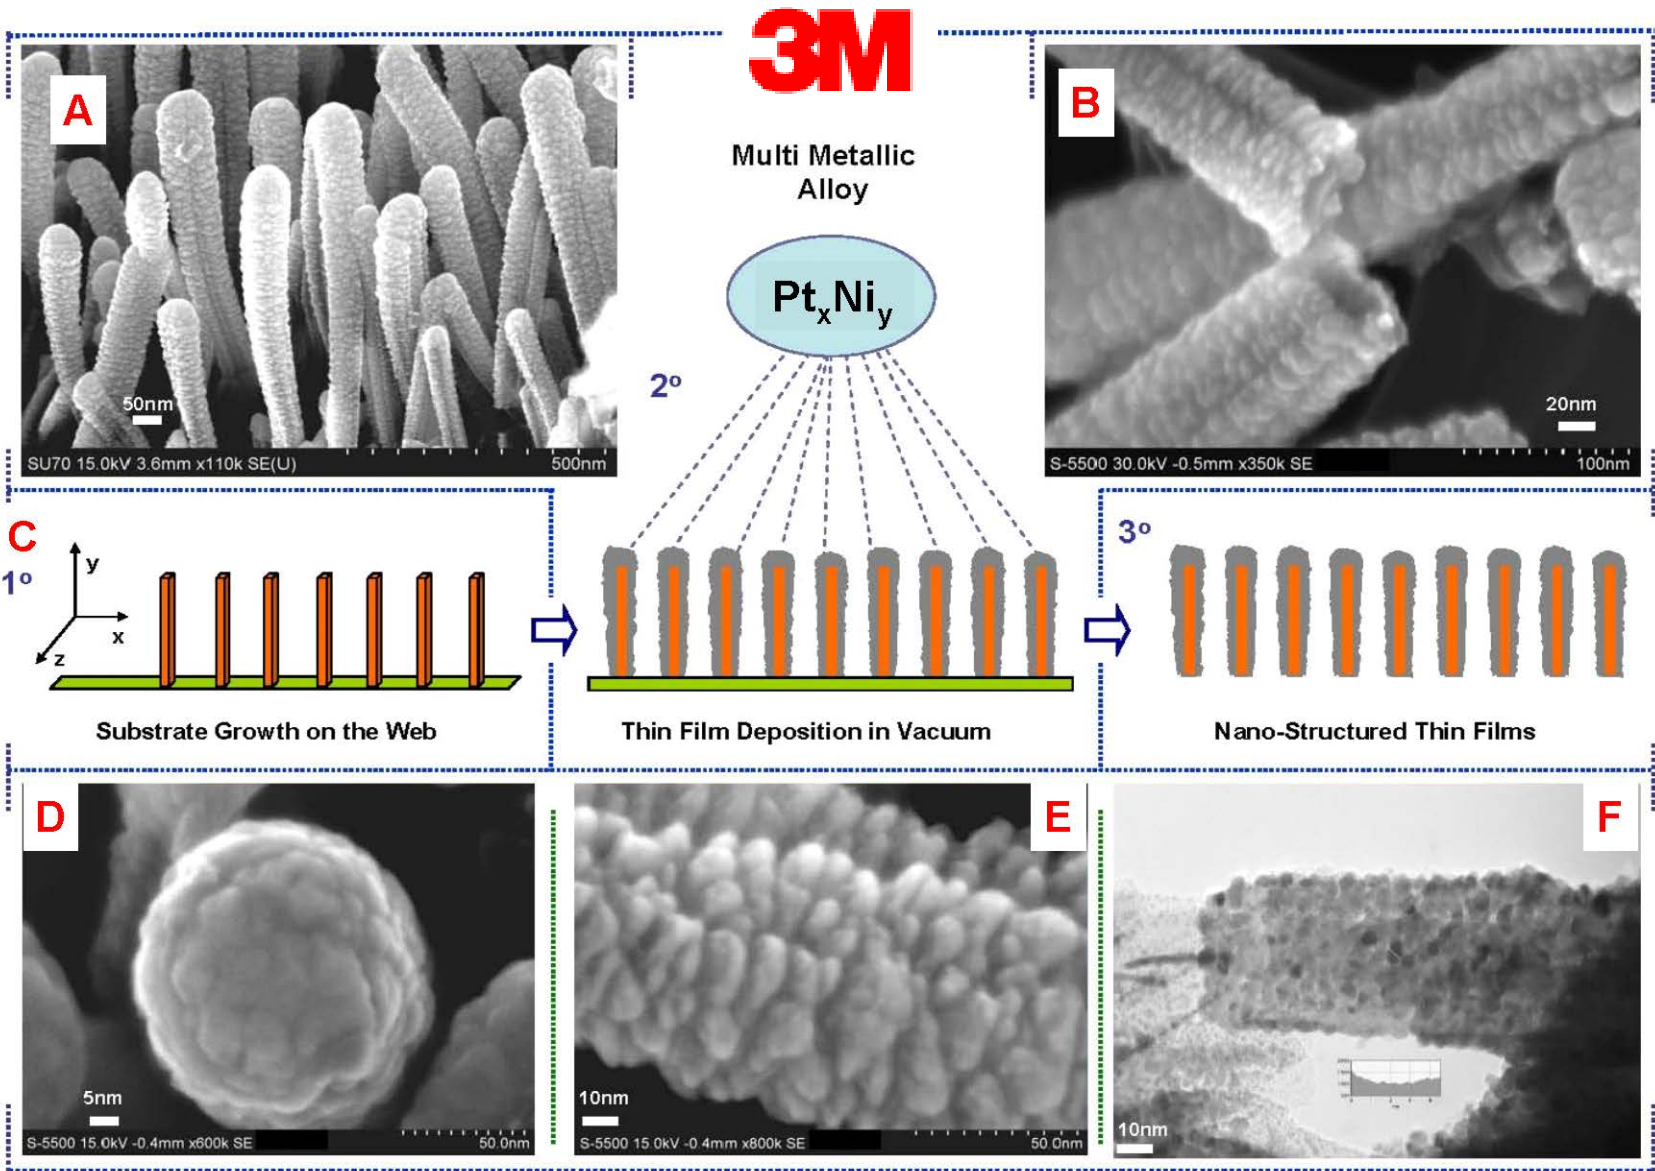 3M
A
50nm
SU70 15.0kV 3.6mm x110k SE(U) 500nm
Multi Metallic
Alloy
PtxNiy
2º
B
20nm
S-5500 30.0kV -0.5mm x350k SE 100nm
C
1º
y
x
z
Substrate Growth on the Web
Thin Film Deposition in Vacuum
3º
Nano-Structured Thin Films
D
5nm
S-5500 15.0kV -0.4mm x600k SE 50.0nm
E
10nm
S-5500 15.0kV -0.4mm x800k SE 50.0nm
F
10nm